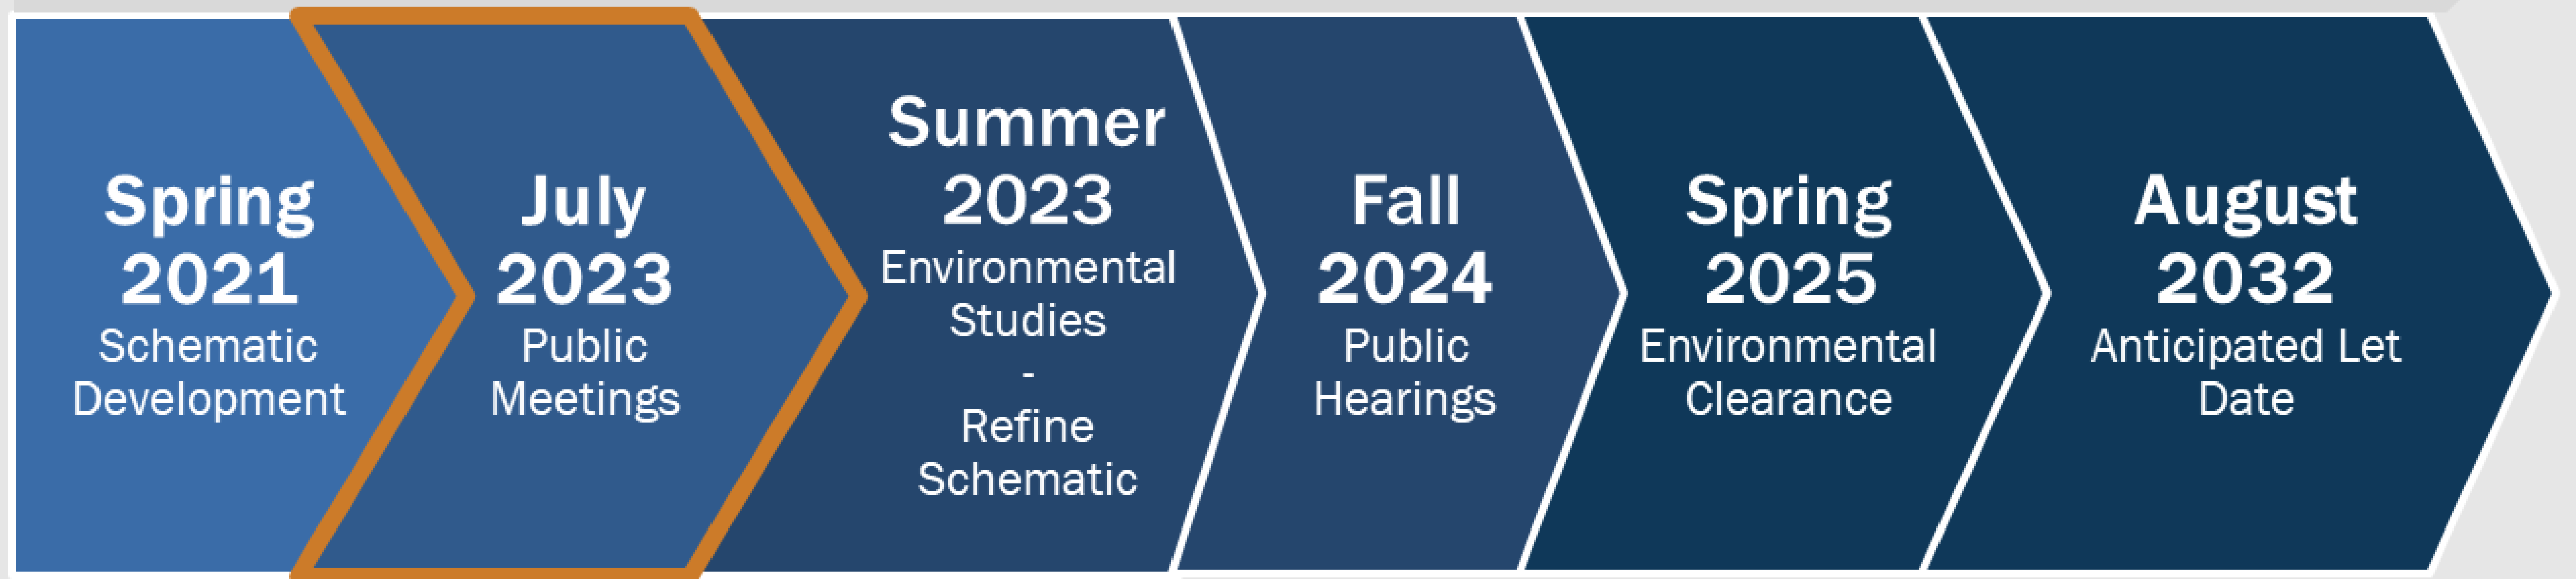 Spring
2021
Schematic
Development
July
2023
Public
Meetings
Summer
2023
Environmental
Studies
-
Refine
Schematic
Fall
2024
Public
Hearings
Spring
2025
Environmental
Clearance
August
2032
Anticipated Let
Date